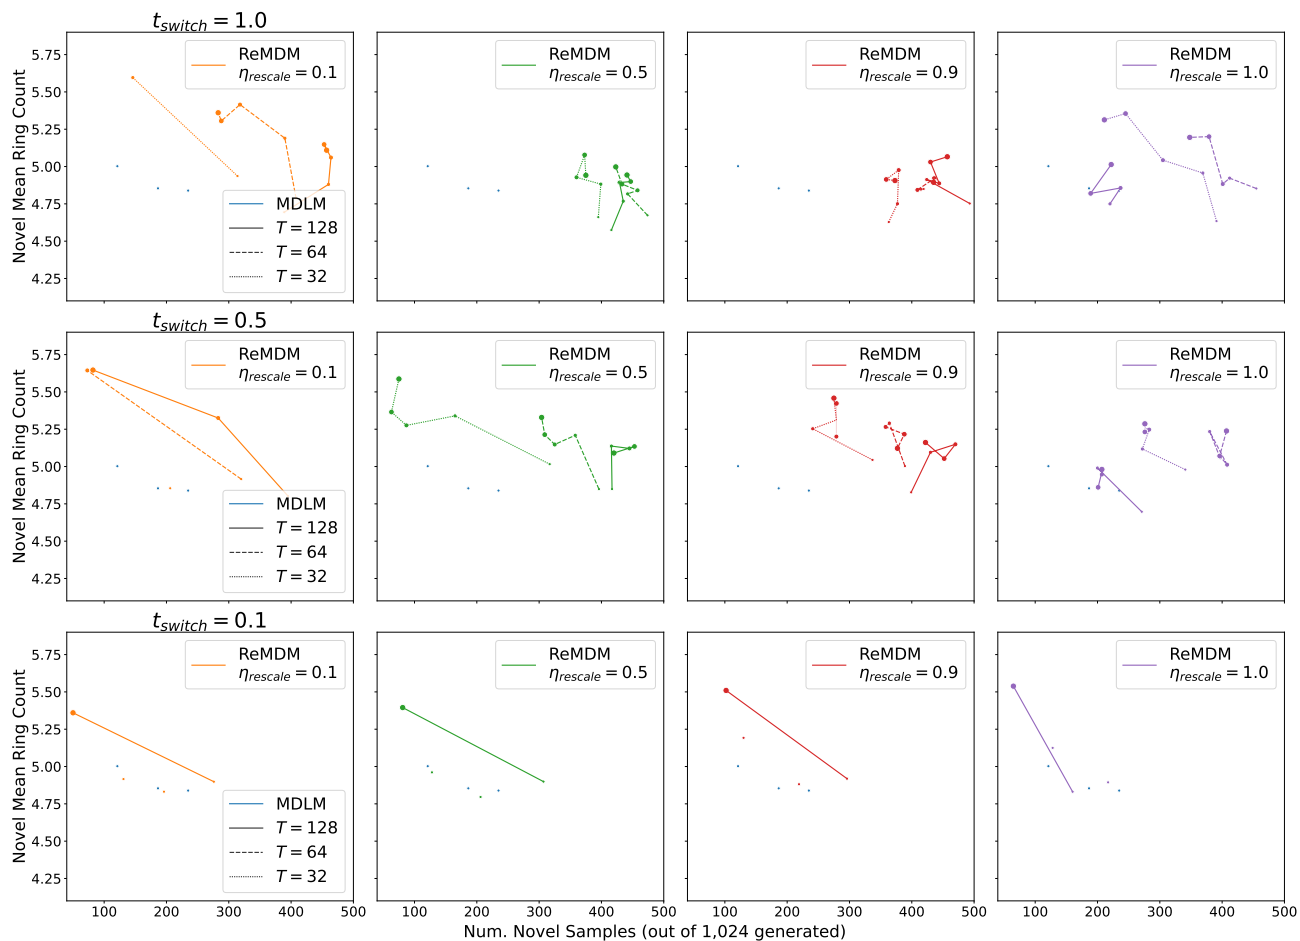 t_switch = 1.0
Novel Mean Ring Count
5.75
5.50
5.25
5.00
4.75
4.50
4.25
ReMDM
η_rescale = 0.1
MDLM
T = 128
T = 64
T = 32
ReMDM
η_rescale = 0.5
ReMDM
η_rescale = 0.9
ReMDM
η_rescale = 1.0
t_switch = 0.5
Novel Mean Ring Count
5.75
5.50
5.25
5.00
4.75
4.50
4.25
ReMDM
η_rescale = 0.1
MDLM
T = 128
T = 64
T = 32
ReMDM
η_rescale = 0.5
ReMDM
η_rescale = 0.9
ReMDM
η_rescale = 1.0
t_switch = 0.1
Novel Mean Ring Count
5.75
5.50
5.25
5.00
4.75
4.50
4.25
ReMDM
η_rescale = 0.1
MDLM
T = 128
T = 64
T = 32
ReMDM
η_rescale = 0.5
ReMDM
η_rescale = 0.9
ReMDM
η_rescale = 1.0
100 200 300 400 500
100 200 300 400 500
100 200 300 400 500
100 200 300 400 500
Num. Novel Samples (out of 1,024 generated)